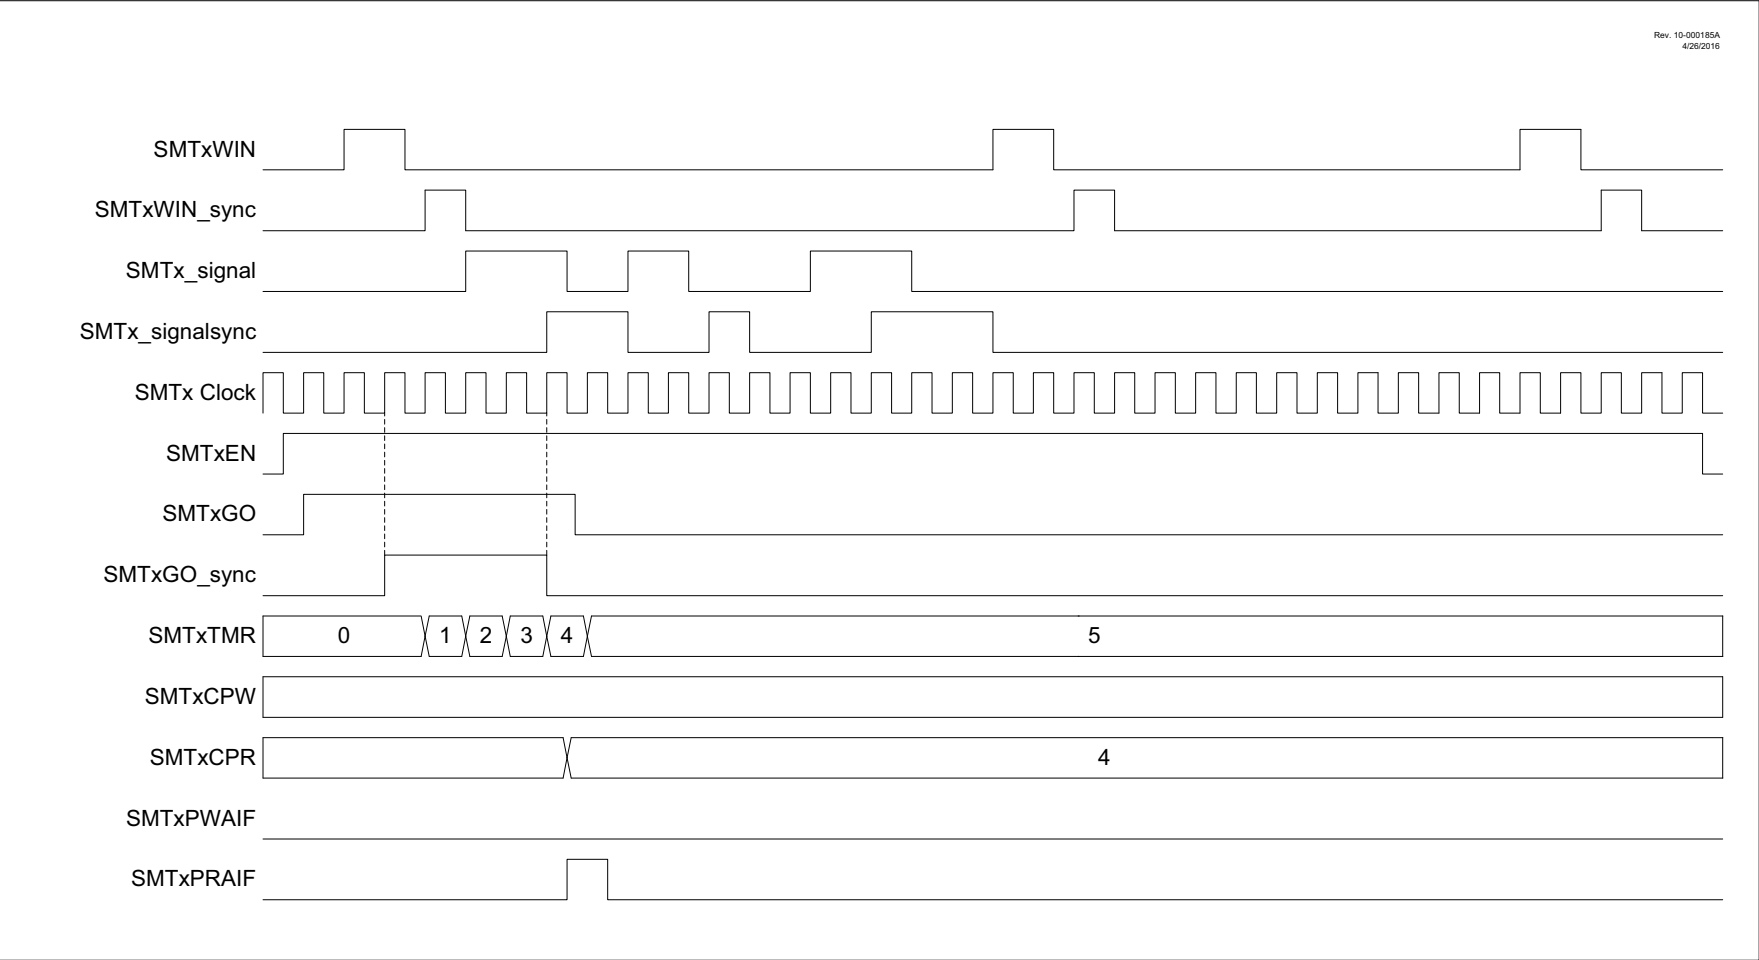 Rev. 10-000185A
4/26/2016
SMTxWIN
SMTxWIN_sync
SMTx_signal
SMTx_signalsync
SMTx Clock
SMTxEN
SMTxGO
SMTxGO_sync
SMTxTMR 0 1 2 3 4 5
SMTxCPW
SMTxCPR 4
SMTxPWAIF
SMTxPRAIF